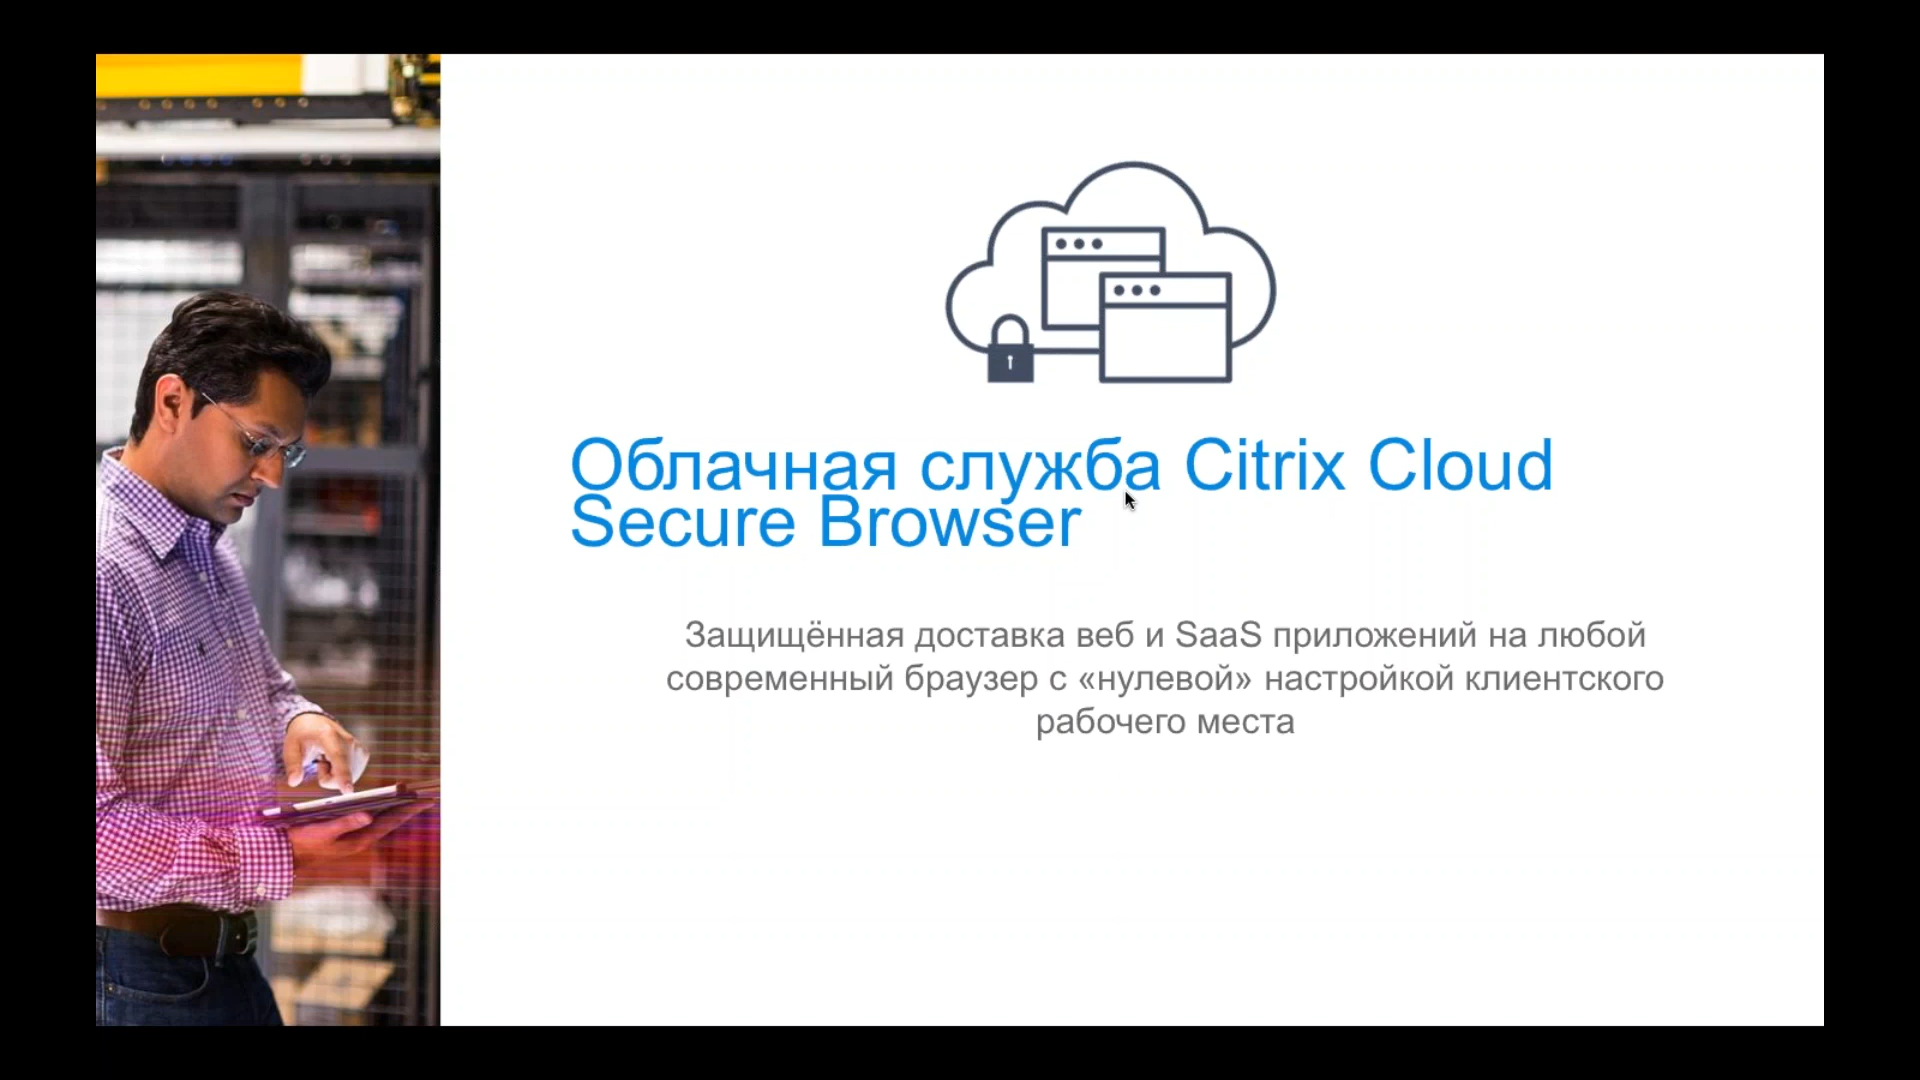 Облачная служба Citrix Cloud
Secure Browser
Защищённая доставка веб и SaaS приложений на любой
современный браузер с «нулевой» настройкой клиентского
рабочего места